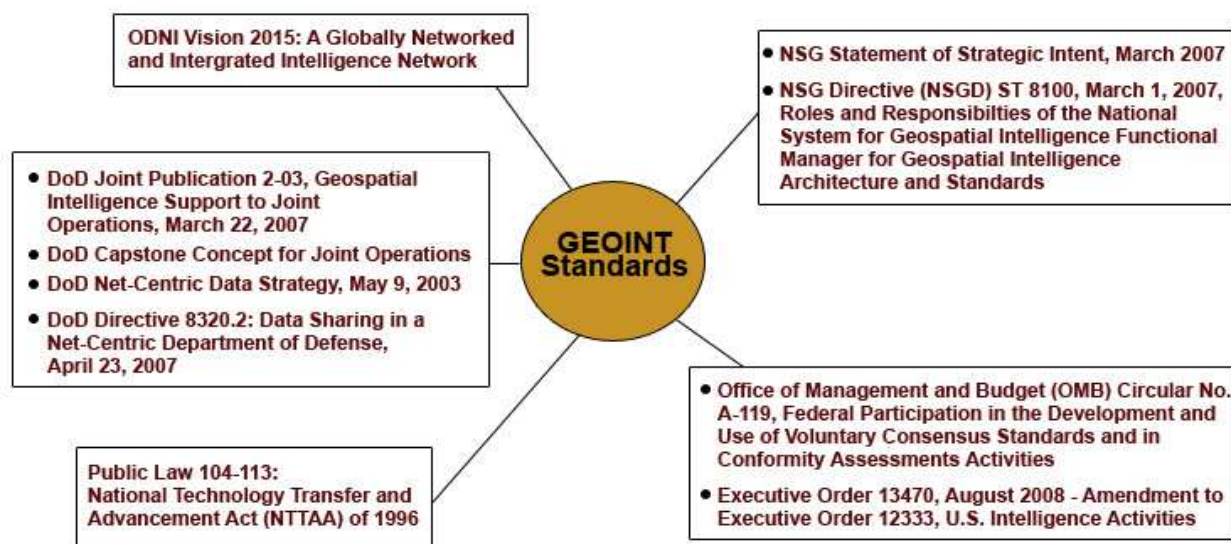 ODNI Vision 2015: A Globally Networked
and Intergrated Intelligence Network
• NSG Statement of Strategic Intent, March 2007
• NSG Directive (NSGD) ST 8100, March 1, 2007,
Roles and Responsibilties of the National
System for Geospatial Intelligence Functional
Manager for Geospatial Intelligence
Architecture and Standards
• DoD Joint Publication 2-03, Geospatial
Intelligence Support to Joint
Operations, March 22, 2007
• DoD Capstone Concept for Joint Operations
• DoD Net-Centric Data Strategy, May 9, 2003
• DoD Directive 8320.2: Data Sharing in a
Net-Centric Department of Defense,
April 23, 2007
GEOINT
Standards
Public Law 104-113:
National Technology Transfer and
Advancement Act (NTTAA) of 1996
• Office of Management and Budget (OMB) Circular No.
A-119, Federal Participation in the Development and
Use of Voluntary Consensus Standards and in
Conformity Assessments Activities
• Executive Order 13470, August 2008 - Amendment to
Executive Order 12333, U.S. Intelligence Activities